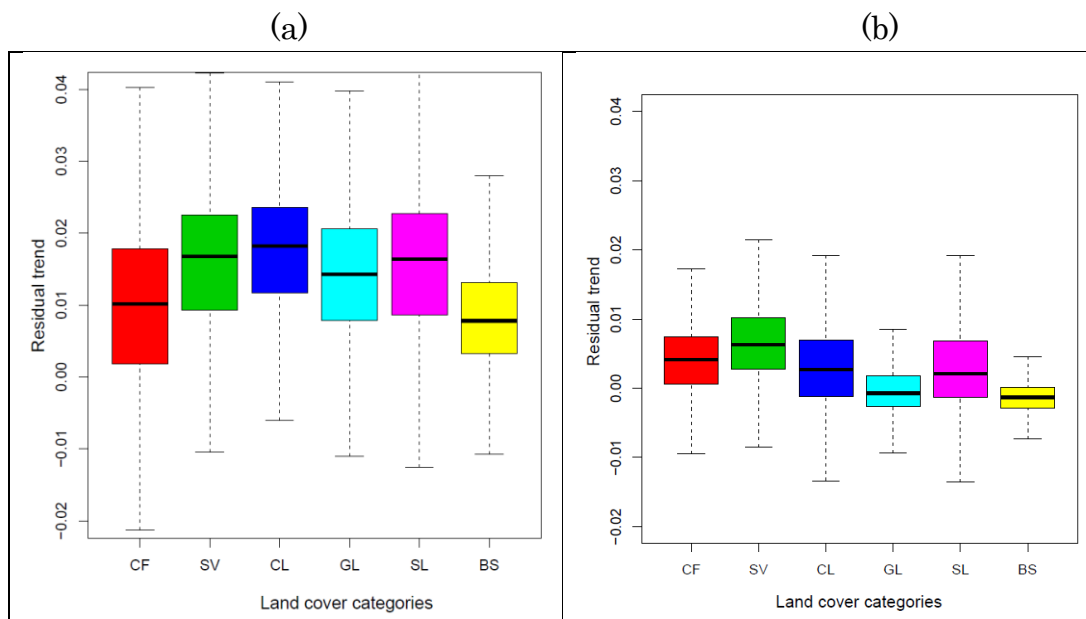 (a)
(b)
Residual trend
0.04
0.03
0.02
0.01
0.00
−0.01
−0.02
CF SV CL GL SL BS
Land cover categories
Residual trend
0.04
0.03
0.02
0.01
0.00
−0.01
−0.02
CF SV CL GL SL BS
Land cover categories